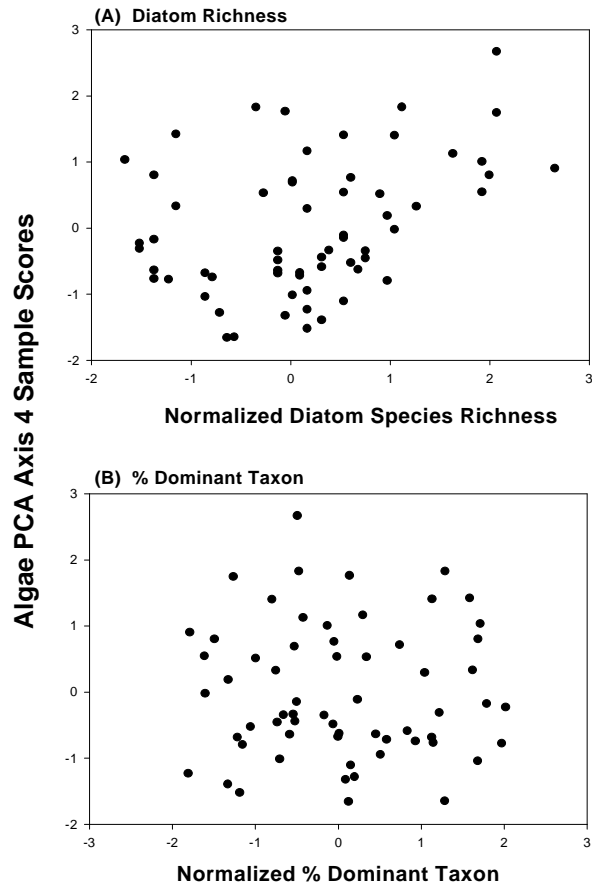 (A) Diatom Richness
3
2
1
0
-1
-2
-2 -1 0 1 2 3
Normalized Diatom Species Richness
Algae PCA Axis 4 Sample Scores
(B) % Dominant Taxon
3
2
1
0
-1
-2
-3 -2 -1 0 1 2 3
Normalized % Dominant Taxon